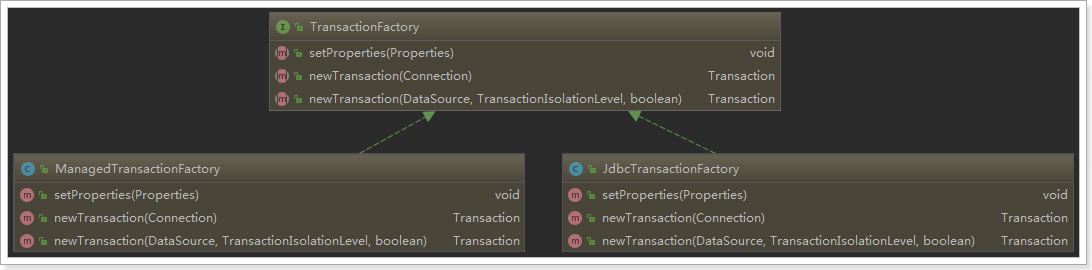 TransactionFactory
setProperties(Properties) void
newTransaction(Connection) Transaction
newTransaction(DataSource, TransactionIsolationLevel, boolean) Transaction
ManagedTransactionFactory
setProperties(Properties) void
newTransaction(Connection) Transaction
newTransaction(DataSource, TransactionIsolationLevel, boolean) Transaction
JdbcTransactionFactory
setProperties(Properties) void
newTransaction(Connection) Transaction
newTransaction(DataSource, TransactionIsolationLevel, boolean) Transaction